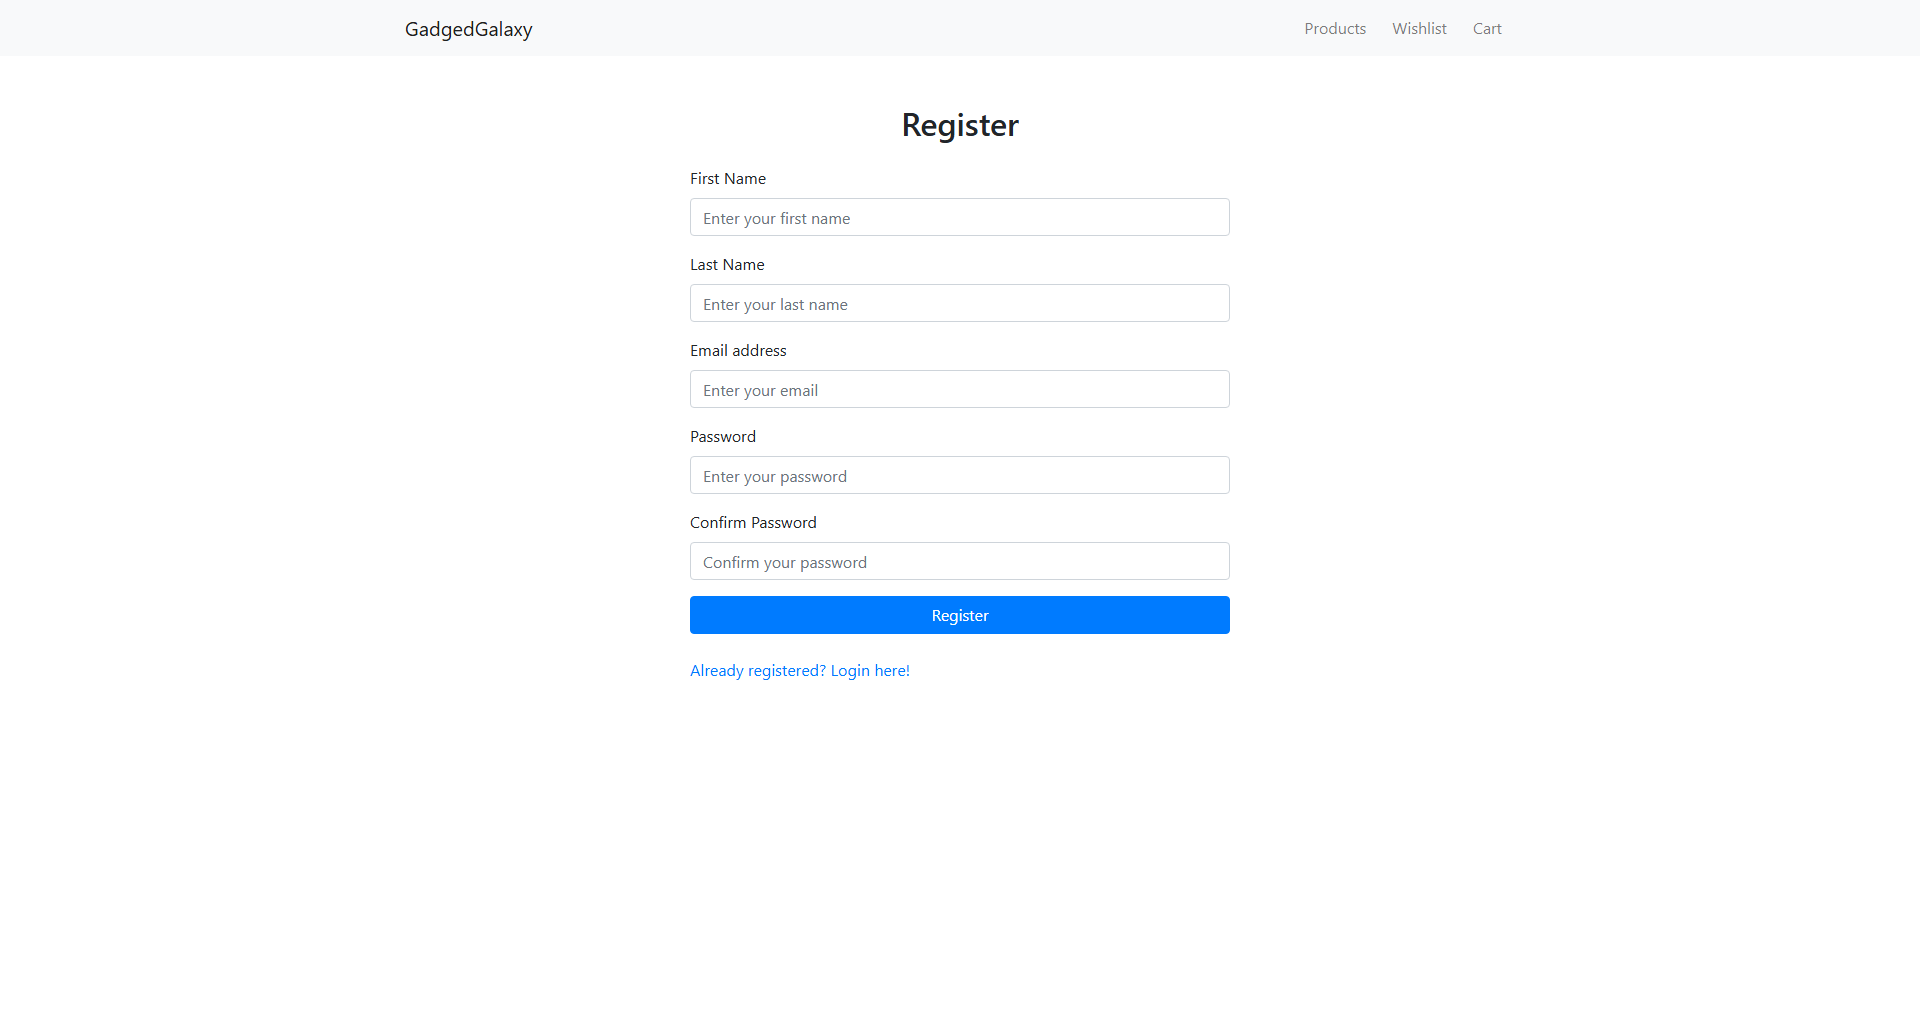 GadgedGalaxy
Products Wishlist Cart
Register
First Name
Enter your first name
Last Name
Enter your last name
Email address
Enter your email
Password
Enter your password
Confirm Password
Confirm your password
Register
Already registered? Login here!